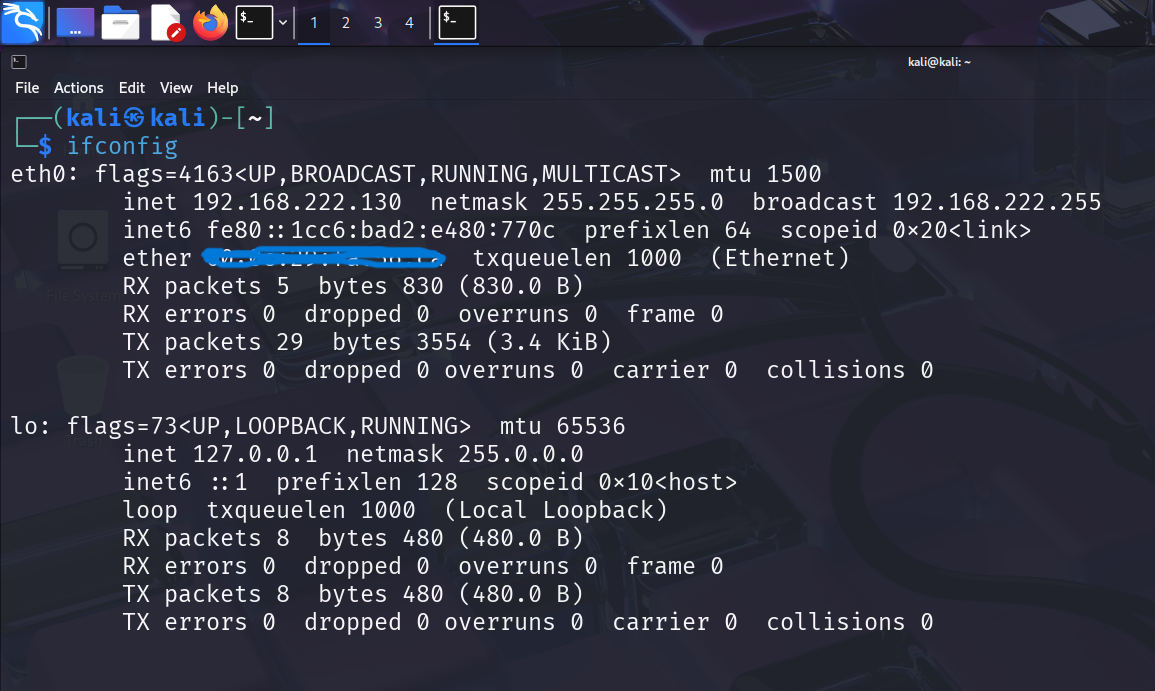 1 2 3 4
kali@kali: ~
File Actions Edit View Help
┌──(kali㉿kali)-[~]
└─$ ifconfig
eth0: flags=4163<UP,BROADCAST,RUNNING,MULTICAST>  mtu 1500
        inet 192.168.222.130  netmask 255.255.255.0  broadcast 192.168.222.255
        inet6 fe80::1cc6:bad2:e480:770c  prefixlen 64  scopeid 0x20<link>
        ether  txqueuelen 1000  (Ethernet)
        RX packets 5  bytes 830 (830.0 B)
        RX errors 0  dropped 0  overruns 0  frame 0
        TX packets 29  bytes 3554 (3.4 KiB)
        TX errors 0  dropped 0 overruns 0  carrier 0  collisions 0

lo: flags=73<UP,LOOPBACK,RUNNING>  mtu 65536
        inet 127.0.0.1  netmask 255.0.0.0
        inet6 ::1  prefixlen 128  scopeid 0x10<host>
        loop  txqueuelen 1000  (Local Loopback)
        RX packets 8  bytes 480 (480.0 B)
        RX errors 0  dropped 0  overruns 0  frame 0
        TX packets 8  bytes 480 (480.0 B)
        TX errors 0  dropped 0 overruns 0  carrier 0  collisions 0
File System